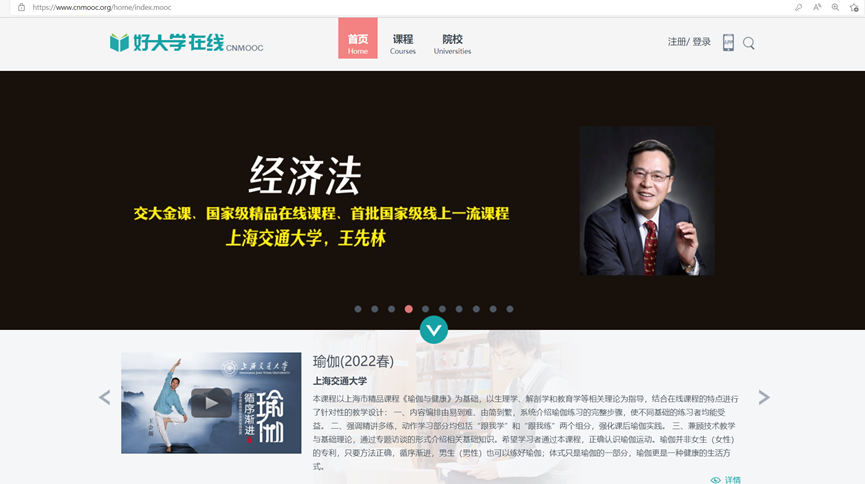 https://www.cnmooc.org/home/index.mooc
好大学在线 CNMOOC
首页 课程 院校
Home Courses Universities
注册/ 登录
经济法
交大金课、国家级精品在线课程、首批国家级线上一流课程
上海交通大学，王先林
瑜伽(2022春)
上海交通大学
本课程以上海市精品课程《瑜伽与健康》为基础，以生理学、解剖学和教育学等相关理论为指导，结合在线课程的特点进行
了针对性的教学设计： 一、内容编排由易到难、由简到繁，系统介绍瑜伽练习的完整步骤，使不同基础的练习者均能受
益。 二、强调精讲多练，动作学习部分均包括“跟我学”和“跟我练”两个组分，强化课后瑜伽实践。 三、兼顾技术教学
与基础理论，通过专题访谈的形式介绍相关基础知识。希望学习者通过本课程，正确认识瑜伽运动。瑜伽并非女生（女性）
的专利，只要方法正确，循序渐进，男生（男性）也可以练好瑜伽；体式只是瑜伽的一部分，瑜伽更是一种健康的生活方
式。
上海交通大学
瑜伽
循序渐进
详情